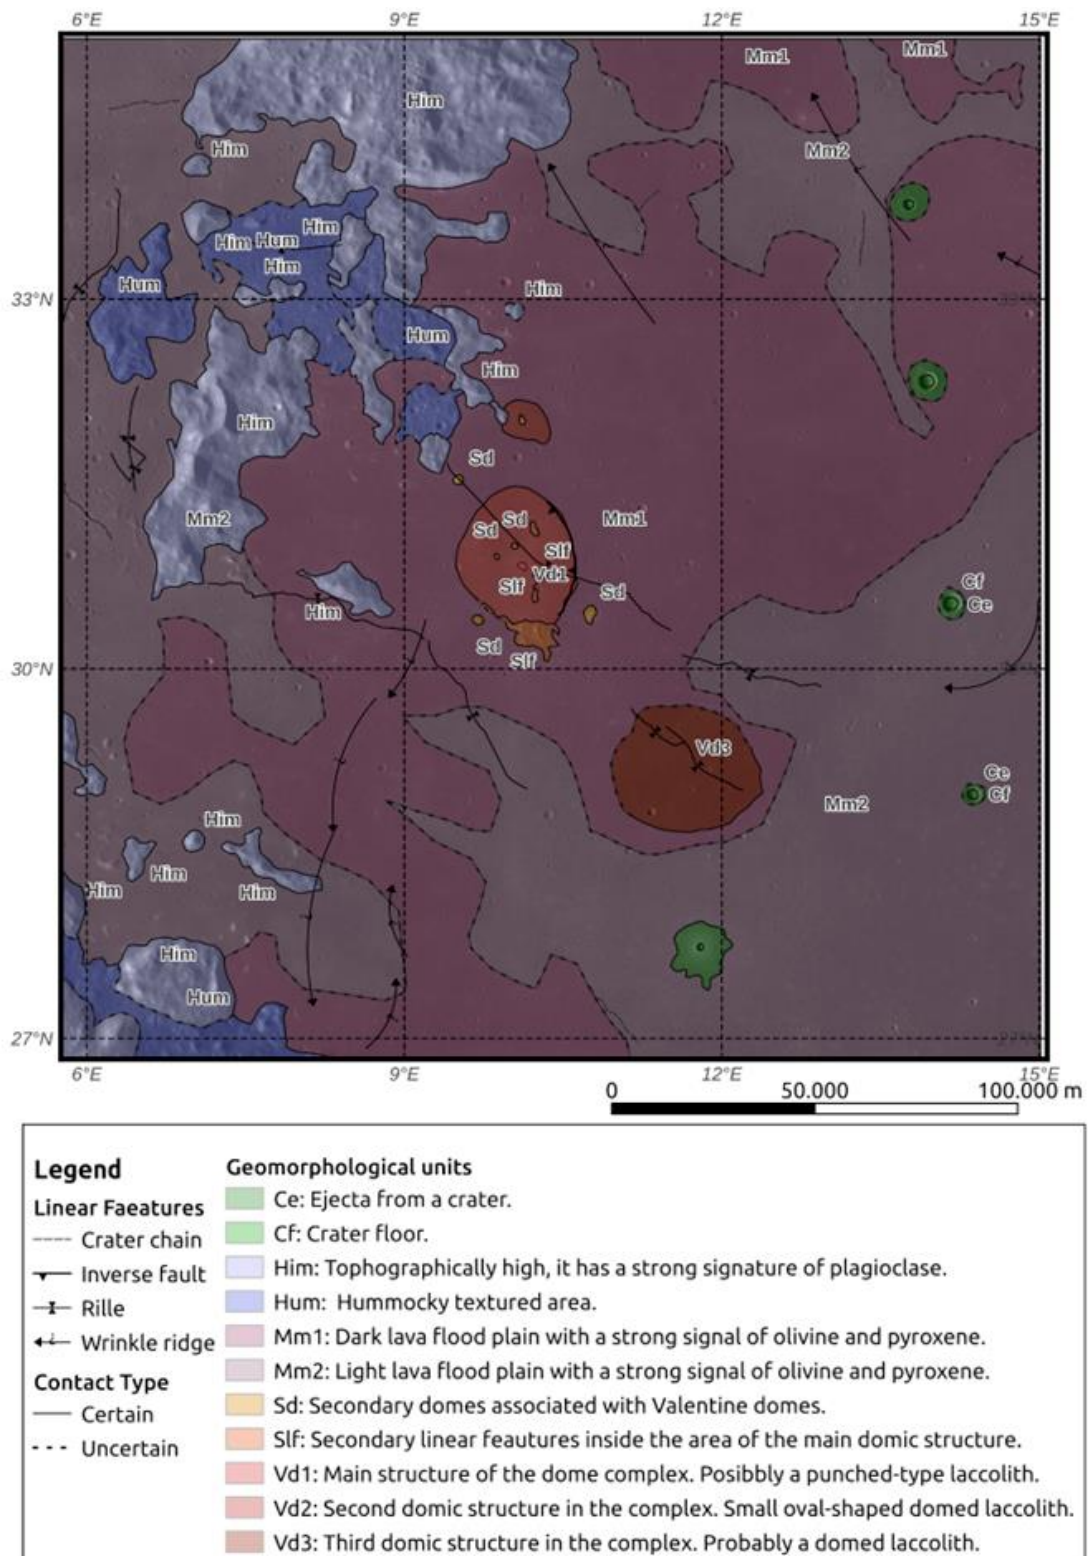 6°E 9°E 12°E 15°E
Mm1 Mm1
Him
Him Mm2
Him
Him Hum
Him
Hum Him
33°N
Hum
Him
Him
Sd
Mm2 Sd Sd Mm1
Slf
Slf Vd1 Cf
Him Sd Ce
Sd
Slf
30°N
Vd3
Ce
Mm2 Cf
Him
Him
Him Him
Him
Hum
27°N 27°N
6°E 9°E 12°E 15°E
0 50.000 100.000 m
Legend
Linear Faeatures
Crater chain
Inverse fault
Rille
Wrinkle ridge
Contact Type
Certain
Uncertain
Geomorphological units
Ce: Ejecta from a crater.
Cf: Crater floor.
Him: Tophographically high, it has a strong signature of plagioclase.
Hum: Hummocky textured area.
Mm1: Dark lava flood plain with a strong signal of olivine and pyroxene.
Mm2: Light lava flood plain with a strong signal of olivine and pyroxene.
Sd: Secondary domes associated with Valentine domes.
Slf: Secondary linear feautures inside the area of the main domic structure.
Vd1: Main structure of the dome complex. Posibbly a punched-type laccolith.
Vd2: Second domic structure in the complex. Small oval-shaped domed laccolith.
Vd3: Third domic structure in the complex. Probably a domed laccolith.